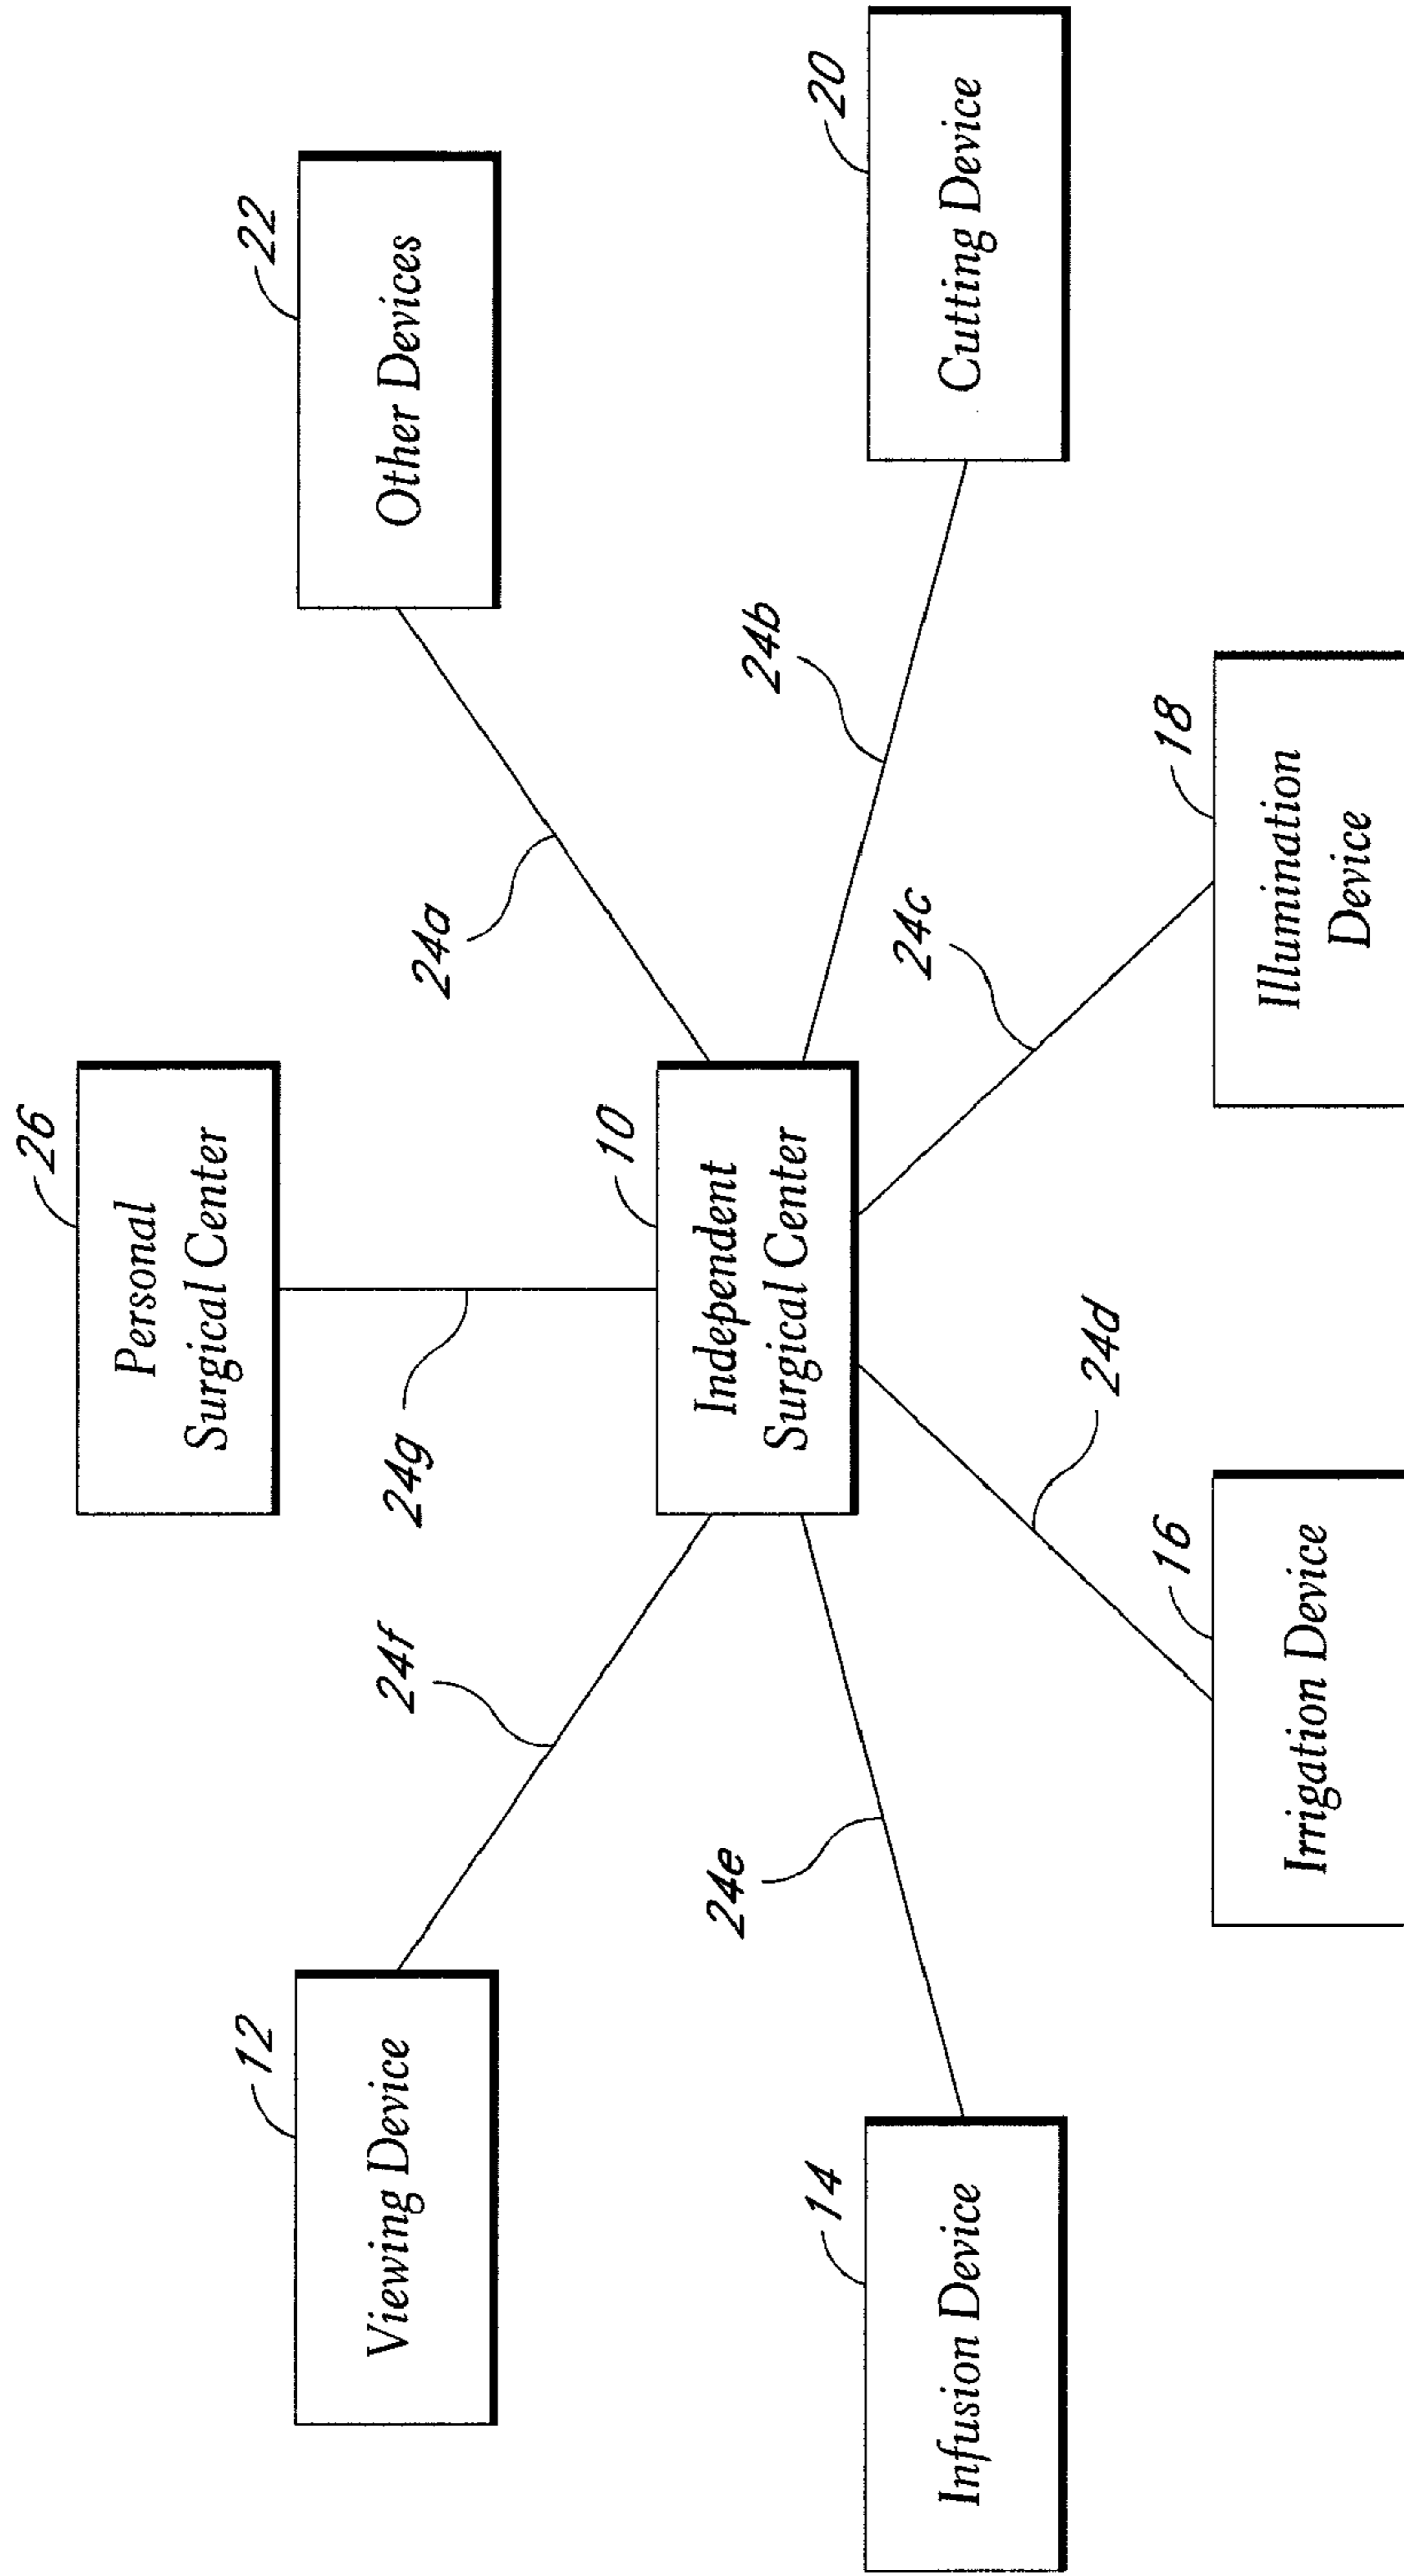 26
Personal
Surgical Center
12
Viewing Device
22
Other Devices
24f
24g
24a
10
Independent
Surgical Center
14
Infusion Device
24e
24b
20
Cutting Device
24d
24c
16
Irrigation Device
18
Illumination
Device